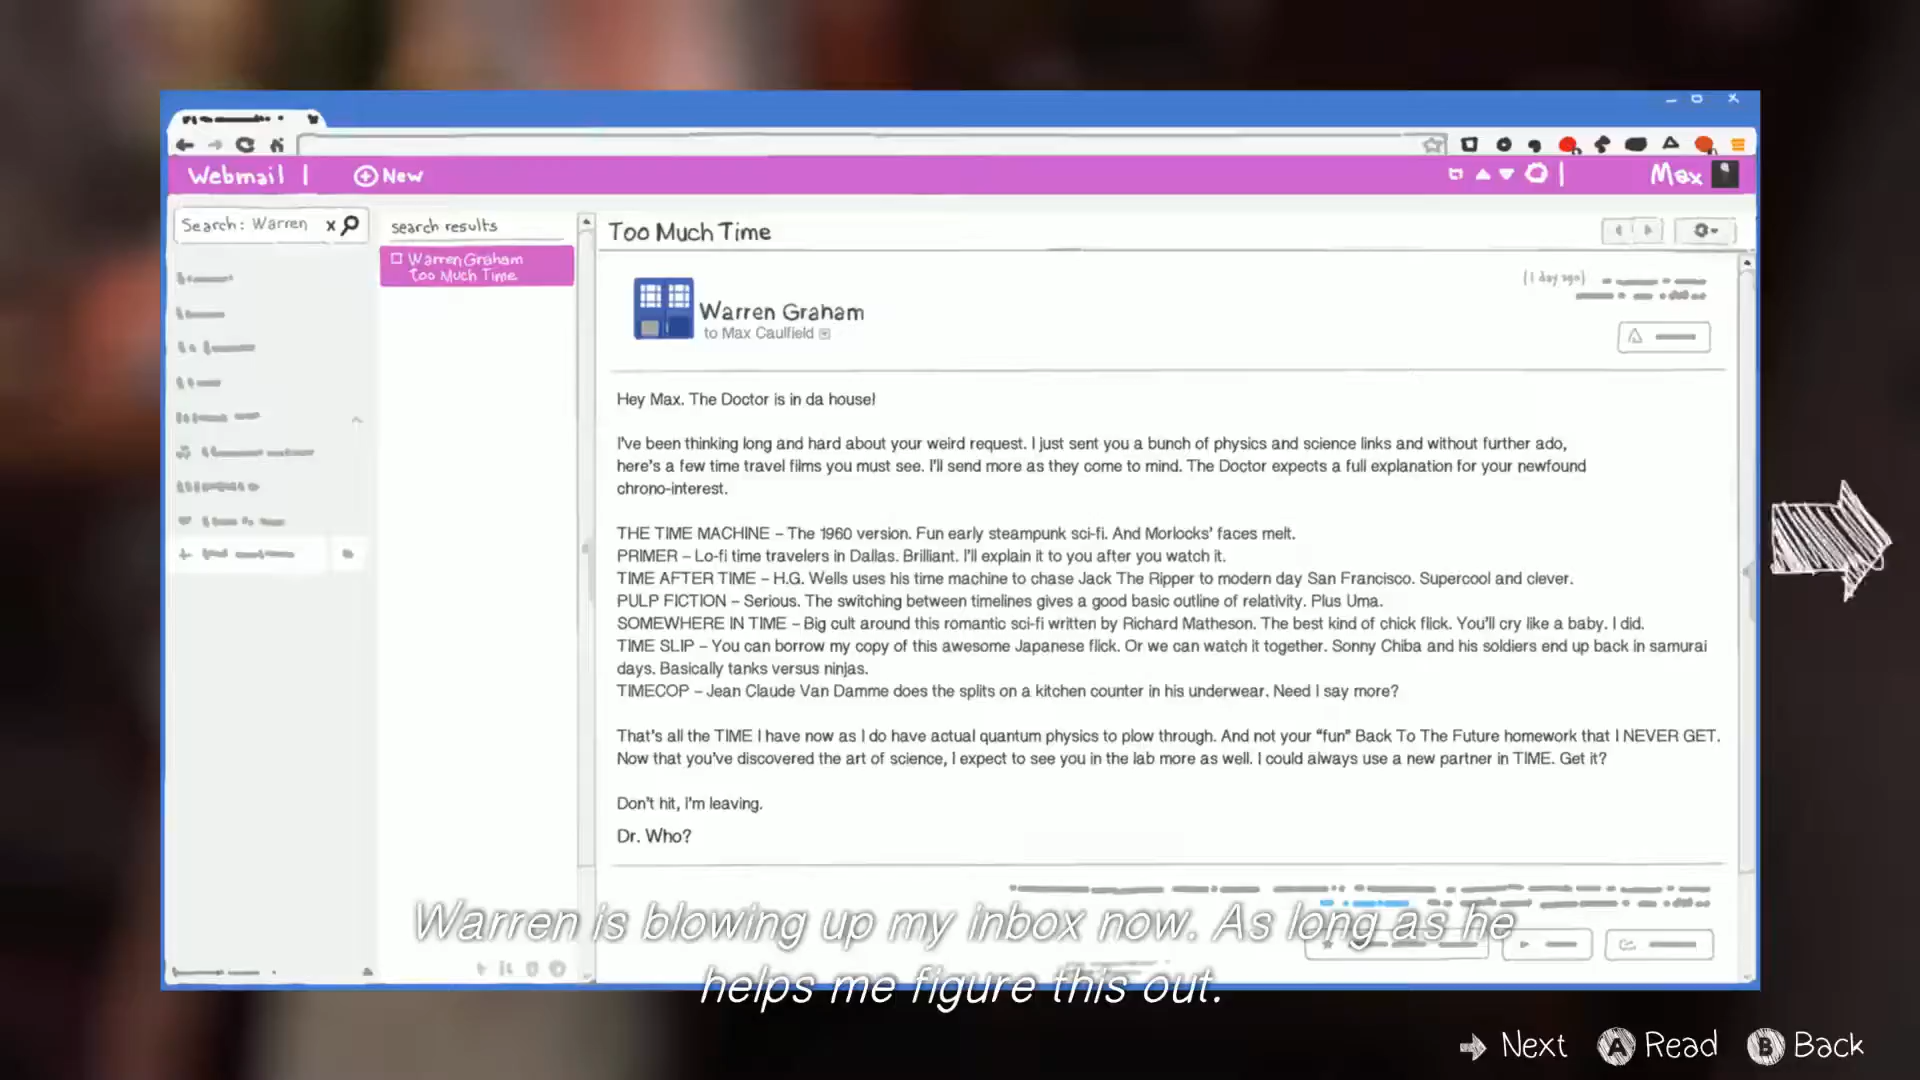 Webmail | New
Max
Search: Warren x
search results
Warren Graham
Too Much Time
Too Much Time
(1 day ago)
Warren Graham
to Max Caulfield
Hey Max. The Doctor is in da house!
I've been thinking long and hard about your weird request. I just sent you a bunch of physics and science links and without further ado,
here's a few time travel films you must see. I'll send more as they come to mind. The Doctor expects a full explanation for your newfound
chrono-interest.
THE TIME MACHINE – The 1960 version. Fun early steampunk sci-fi. And Morlocks' faces melt.
PRIMER – Lo-fi time travelers in Dallas. Brilliant. I'll explain it to you after you watch it.
TIME AFTER TIME – H.G. Wells uses his time machine to chase Jack The Ripper to modern day San Francisco. Supercool and clever.
PULP FICTION – Serious. The switching between timelines gives a good basic outline of relativity. Plus Uma.
SOMEWHERE IN TIME – Big cult around this romantic sci-fi written by Richard Matheson. The best kind of chick flick. You'll cry like a baby. I did.
TIME SLIP – You can borrow my copy of this awesome Japanese flick. Or we can watch it together. Sonny Chiba and his soldiers end up back in samurai
days. Basically tanks versus ninjas.
TIMECOP – Jean Claude Van Damme does the splits on a kitchen counter in his underwear. Need I say more?
That's all the TIME I have now as I do have actual quantum physics to plow through. And not your “fun” Back To The Future homework that I NEVER GET.
Now that you've discovered the art of science, I expect to see you in the lab more as well. I could always use a new partner in TIME. Get it?
Don't hit, I'm leaving.
Dr. Who?
Warren is blowing up my inbox now. As long as he
helps me figure this out.
Next A Read B Back